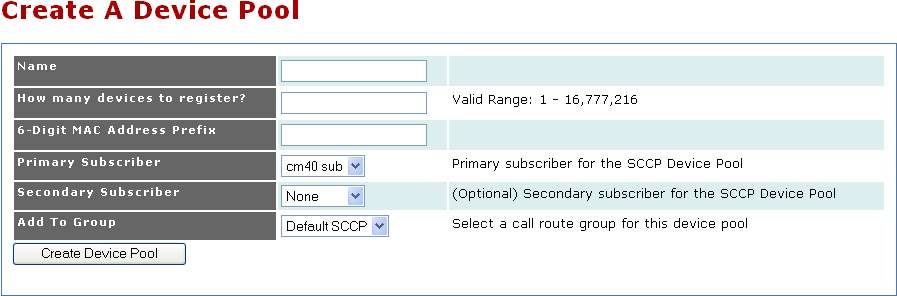 Create A Device Pool
Name
How many devices to register? Valid Range: 1 - 16,777,216
6-Digit MAC Address Prefix
Primary Subscriber cm40 sub Primary subscriber for the SCCP Device Pool
Secondary Subscriber None (Optional) Secondary subscriber for the SCCP Device Pool
Add To Group Default SCCP Select a call route group for this device pool
Create Device Pool